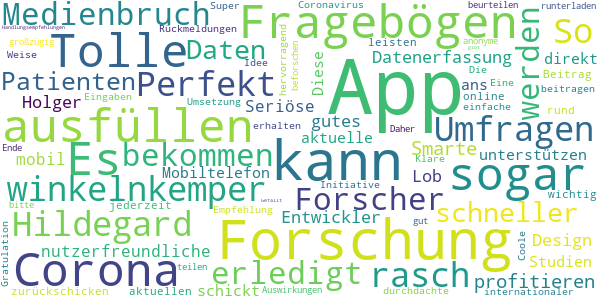 Medienbruch
Super
Coronavirus
beurteilen
runterladen
Handlungsempfehlungen
Fragebögen
So
großzügig
Rückmeldungen
Tolle
Daten
Idee
hervorragend
beforschen
leisten
anonyme
Weise
Diese
Datenerfassung
werden
direkt
Patienten
Perfekt
App
Die
Eine
Beitrag
Holger
Eingaben
Seriöse
ans
online
beitragen
Umsetzung
einfache
ausfüllen
erhalten
gutes
Umfragen
Daher
rund
Ende
Es
bekommen
kann
aktuelle
Smarte
Klare
unterstützen
mobil
Mobiltelefon
Lob
sogar
winkelnkemper
Initiative
Forscher
wichtig
bitte
jederzeit
gefällt
Hildegard
Empfehlung
Entwickler
gut
schneller
Gratulation
nutzerfreundliche
Forschung
Coole
Design
Corona
teilen
erledigt
rasch
Studien
schickt
Auswirkungen
profitieren
zurückschicken
aktuellen
durchdachte
internationaler